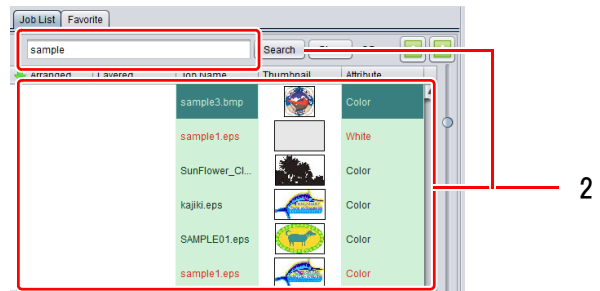 Job List Favorite
sample Search
Arranged Layered Job Name Thumbnail Attribute
sample3.bmp Color
sample1.eps White
SunFlower_Cl... Color
kajiki.eps Color
SAMPLE01.eps Color
sample1.eps Color
2